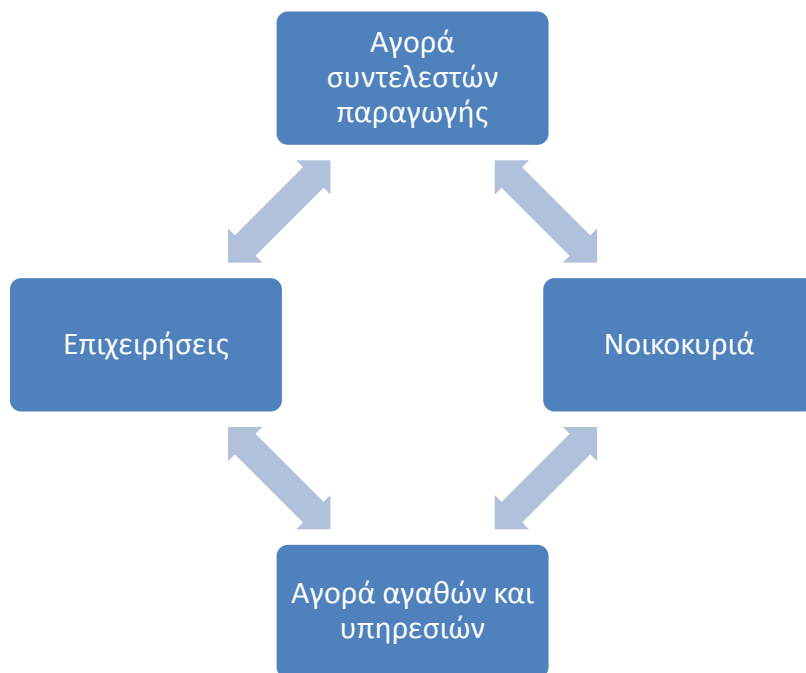 Αγορά
συντελεστών
παραγωγής
Επιχειρήσεις
Νοικοκυριά
Αγορά αγαθών και
υπηρεσιών